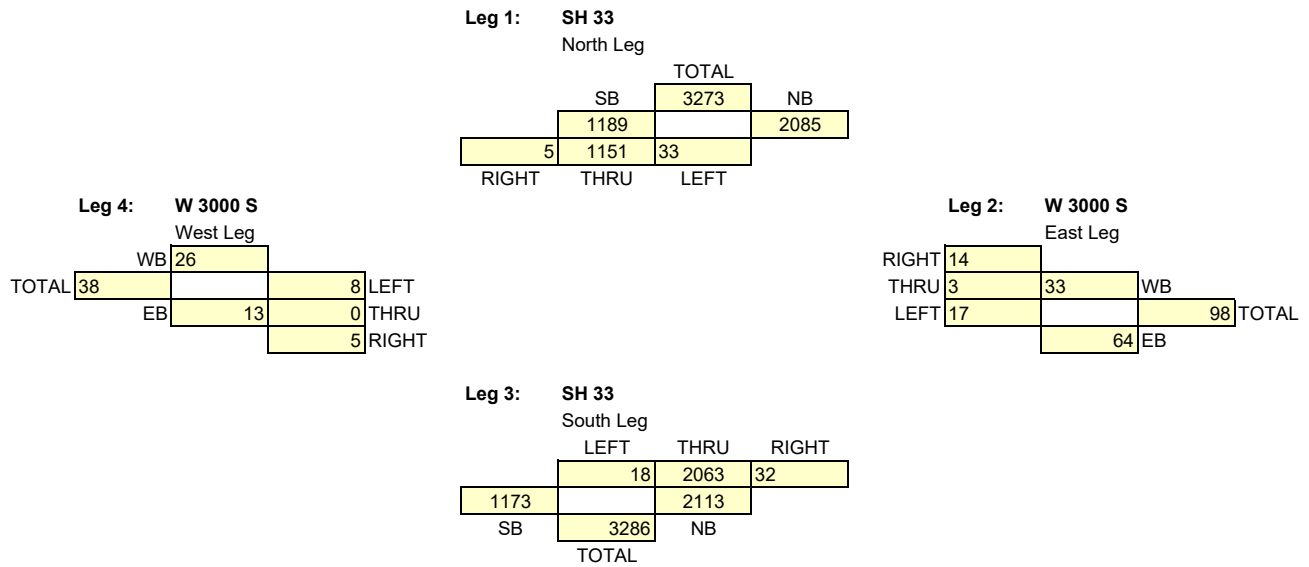 Leg 1: SH 33
North Leg
TOTAL
SB 3273 NB
1189 2085
5 1151 33
RIGHT THRU LEFT
Leg 4: W 3000 S
West Leg
WB 26
TOTAL 38 8 LEFT
EB 13 0 THRU
5 RIGHT
Leg 2: W 3000 S
East Leg
RIGHT 14
THRU 3 33 WB
LEFT 17 98 TOTAL
64 EB
Leg 3: SH 33
South Leg
LEFT THRU RIGHT
18 2063 32
1173 2113
SB 3286 NB
TOTAL